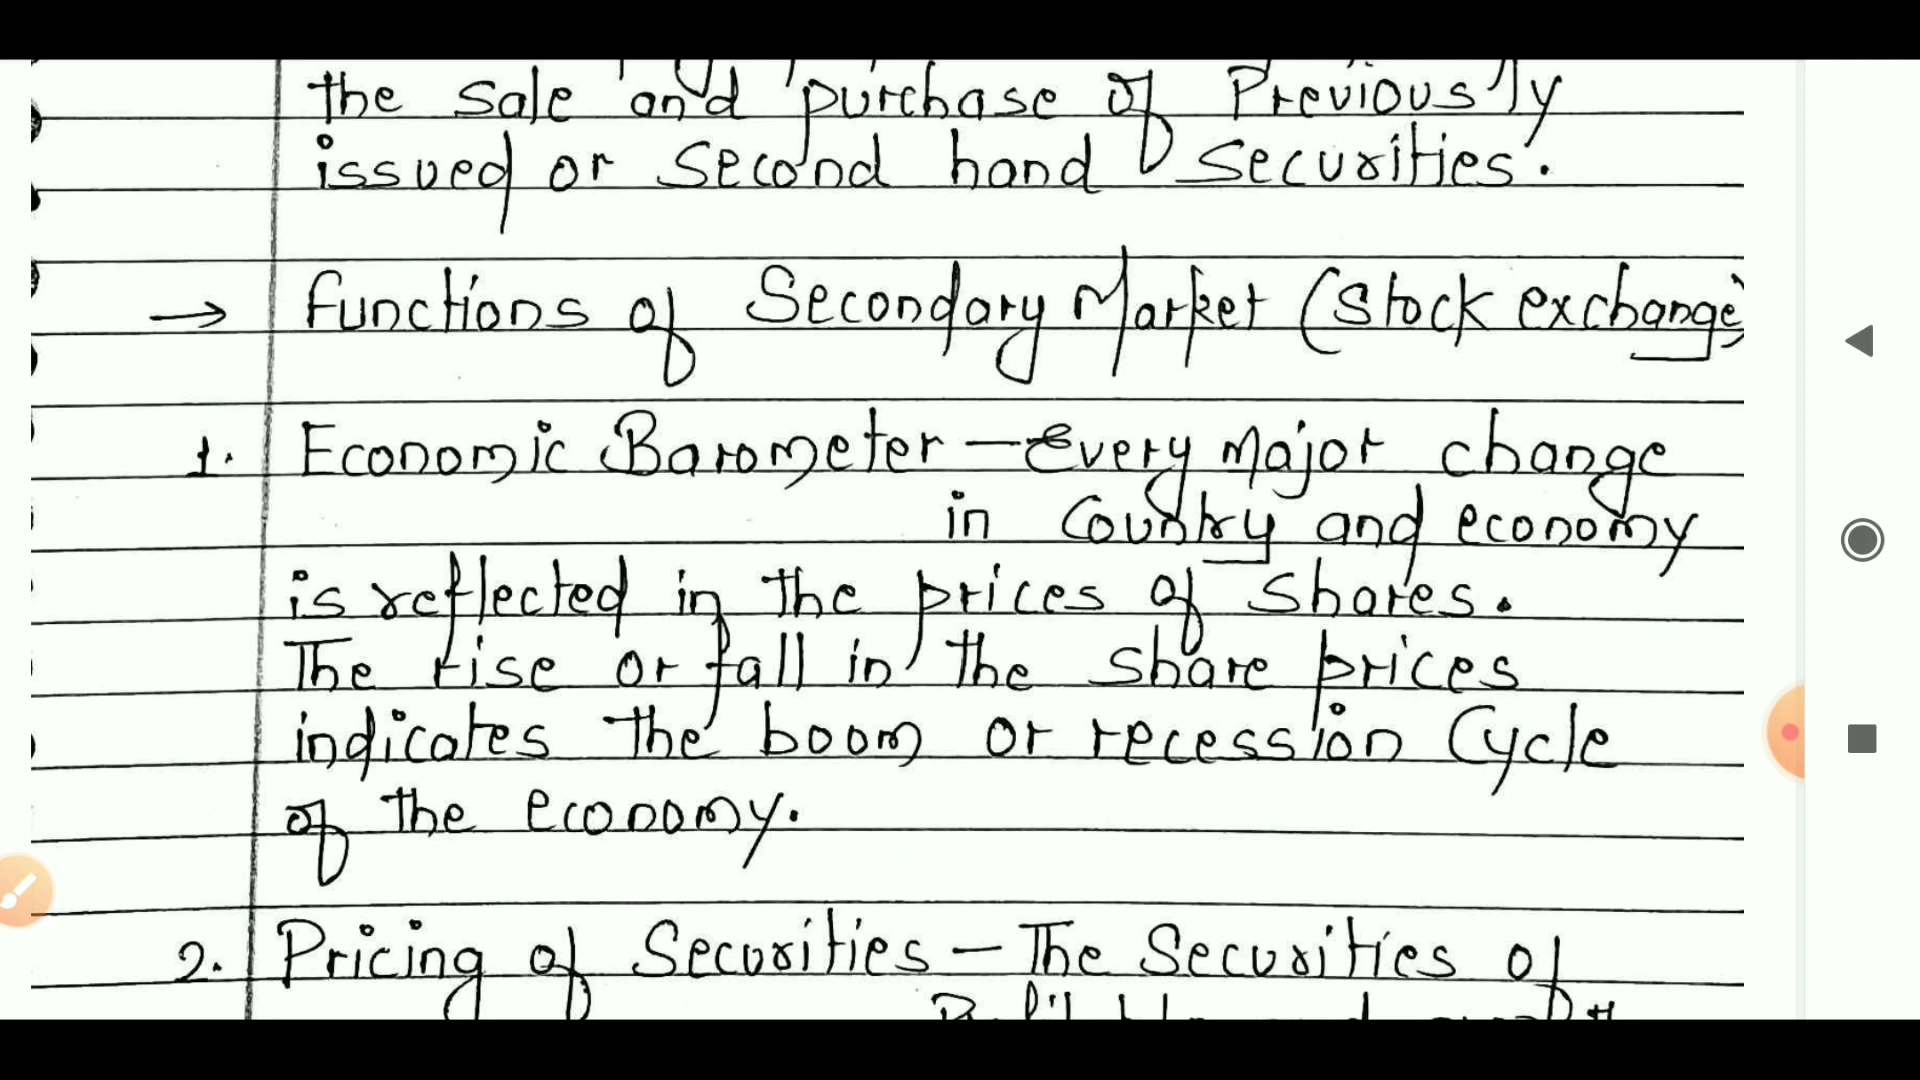 the sale and purchase of Previously
issued or Second hand Securities.
→ Functions of Secondary Market (Stock exchange)
1. Economic Barometer - Every Major change
in Country and economy
is reflected in the prices of shares.
The rise or fall in the share prices
indicates the boom or recession Cycle
of the economy.
2. Pricing of Securities - The Securities of